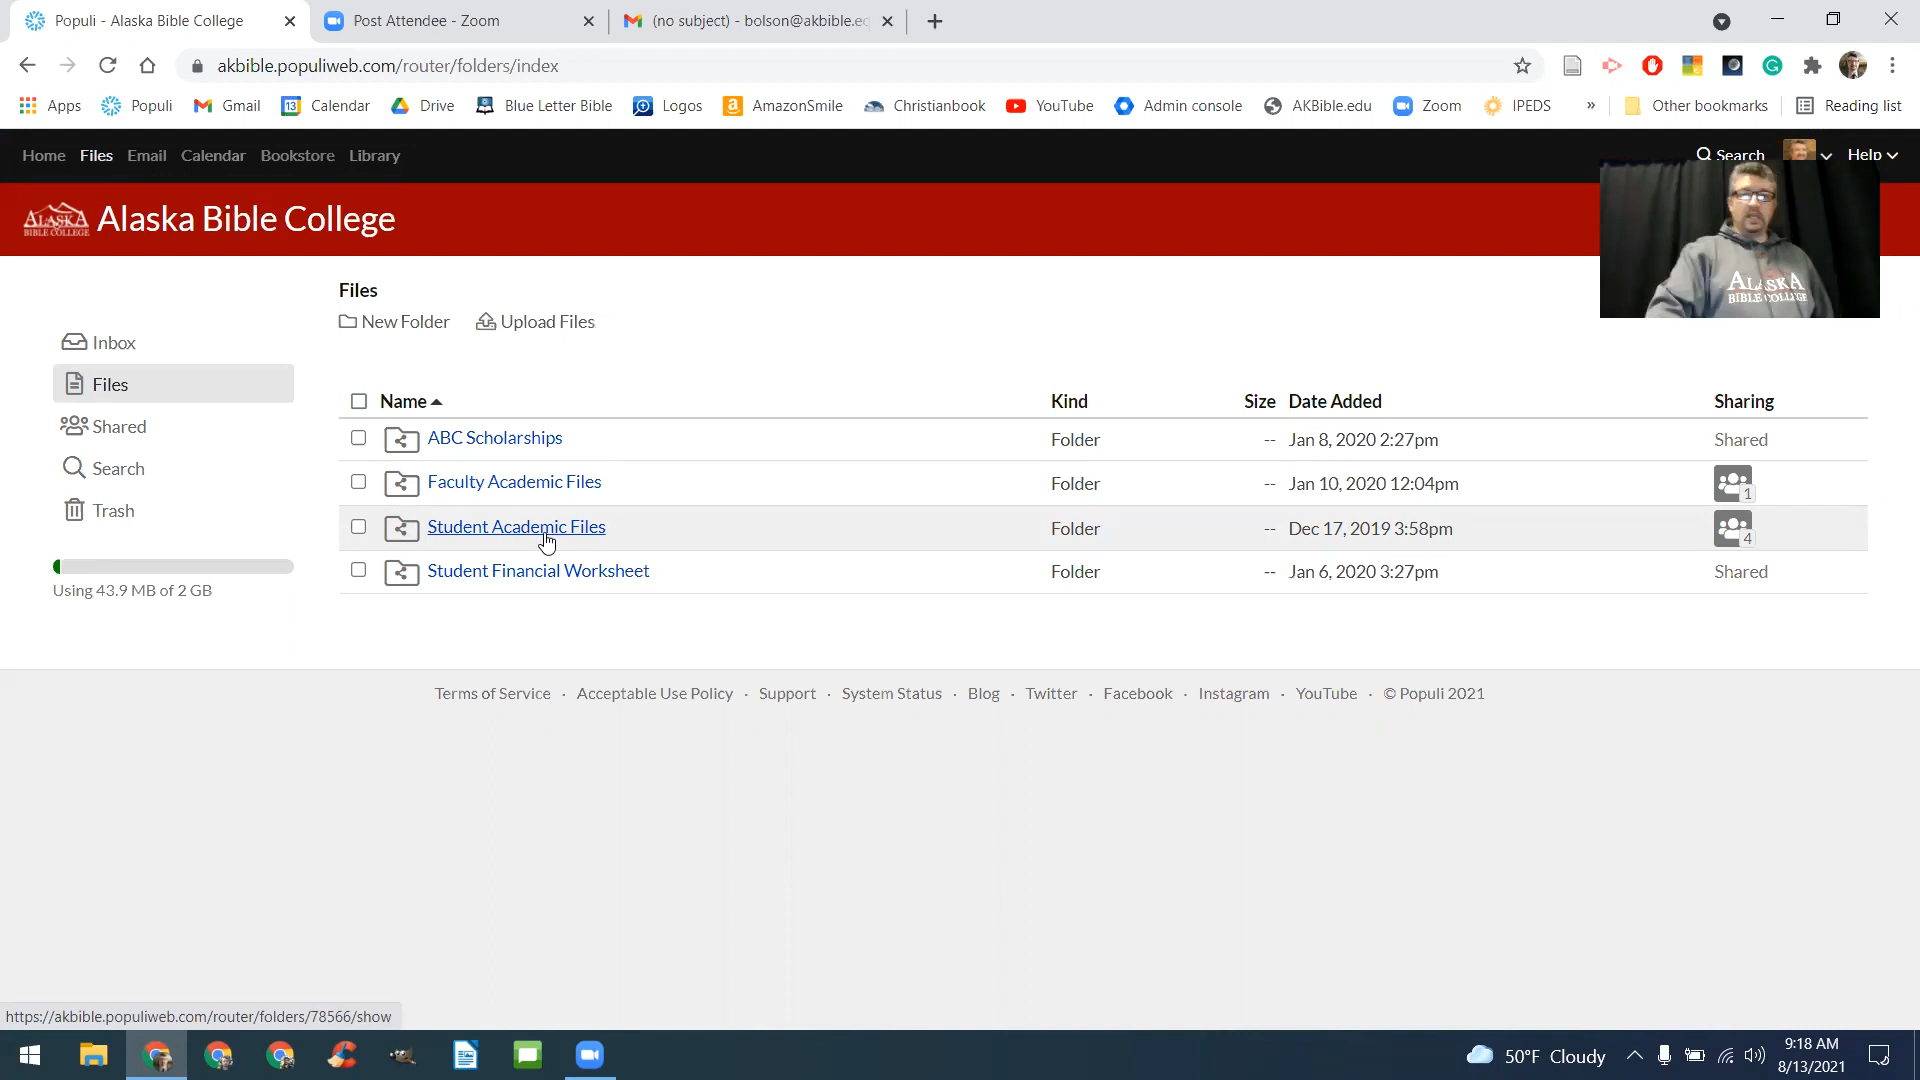 Populi - Alaska Bible College
Post Attendee - Zoom
(no subject) - bolson@akbible.ed
akbible.populiweb.com/router/folders/index
Apps Populi Gmail Calendar Drive Blue Letter Bible Logos AmazonSmile Christianbook YouTube Admin console AKBible.edu Zoom IPEDS » Other bookmarks Reading list
Home Files Email Calendar Bookstore Library Search Help
ALASKA
BIBLE COLLEGE
Alaska Bible College
ALASKA
BIBLE COLLEGE
Files
New Folder Upload Files
Inbox
Files
Shared
Search
Trash
Using 43.9 MB of 2 GB
Name Kind Size Date Added Sharing
ABC Scholarships Folder -- Jan 8, 2020 2:27pm Shared
Faculty Academic Files Folder -- Jan 10, 2020 12:04pm 1
Student Academic Files Folder -- Dec 17, 2019 3:58pm 4
Student Financial Worksheet Folder -- Jan 6, 2020 3:27pm Shared
Terms of Service · Acceptable Use Policy · Support · System Status · Blog · Twitter · Facebook · Instagram · YouTube · © Populi 2021
https://akbible.populiweb.com/router/folders/78566/show
50°F Cloudy
9:18 AM
8/13/2021